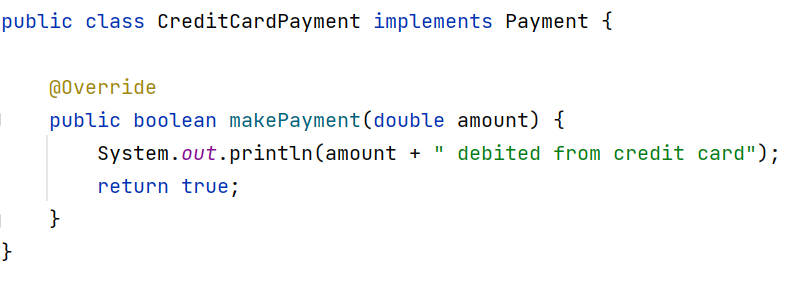 public class CreditCardPayment implements Payment {
@Override
public boolean makePayment(double amount) {
System.out.println(amount + " debited from credit card");
return true;
}
}